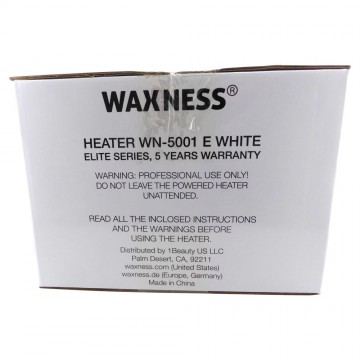 WAXNESS®
HEATER WN-5001 E WHITE
ELITE SERIES, 5 YEARS WARRANTY
WARNING: PROFESSIONAL USE ONLY!
DO NOT LEAVE THE POWERED HEATER
UNATTENDED.
READ ALL THE INCLOSED INSTRUCTIONS
AND THE WARNINGS BEFORE
USING THE HEATER.
Distributed by 1Beauty US LLC
Palm Desert, CA, 92211
waxness.com (United States)
waxness.de (Europe, Germany)
Made in China